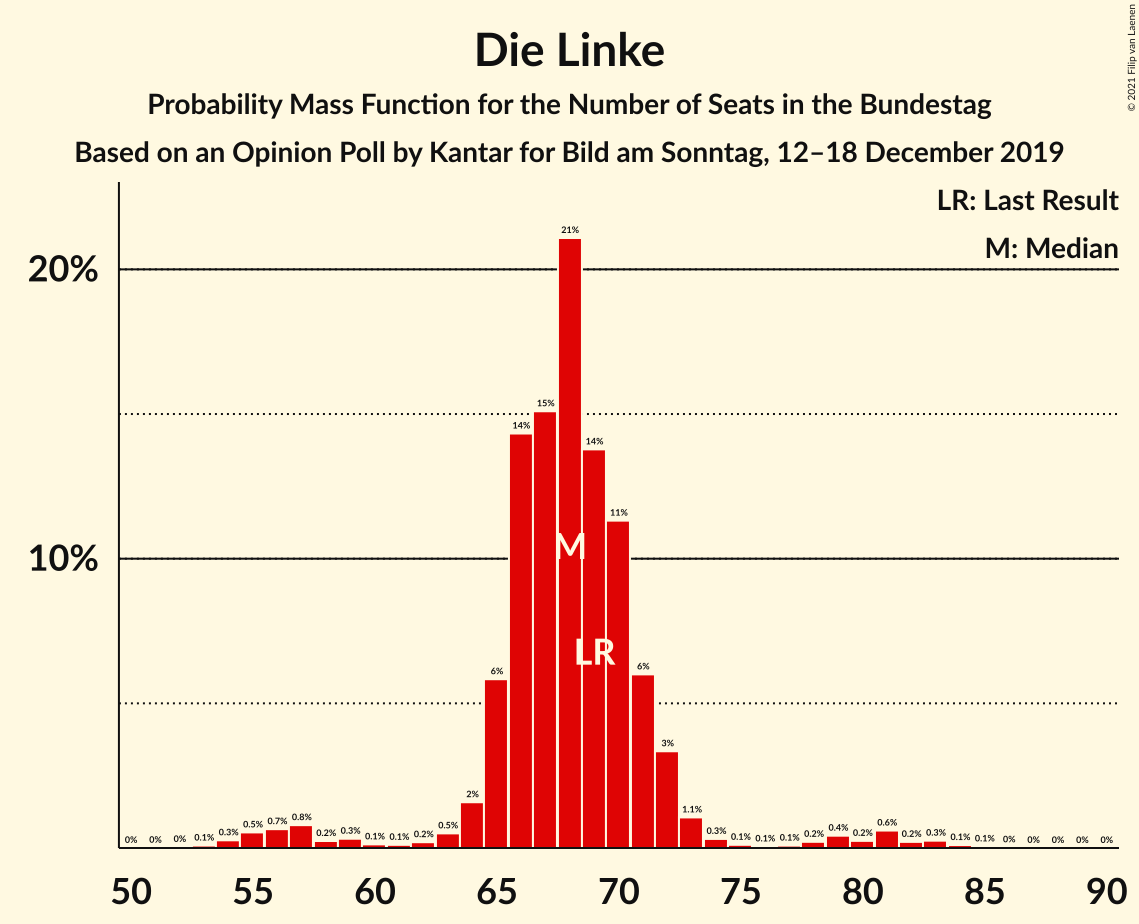 Die Linke
Probability Mass Function for the Number of Seats in the Bundestag
Based on an Opinion Poll by Kantar for Bild am Sonntag, 12–18 December 2019
© 2021 Filip van Laenen
LR: Last Result
M: Median
20%
10%
0% 0% 0% 0.1% 0.3% 0.5% 0.7% 0.8% 0.2% 0.3% 0.1% 0.1% 0.2% 0.5% 2% 6% 14% 15% 21% 14% 11% 6% 3% 1.1% 0.3% 0.1% 0.1% 0.1% 0.2% 0.4% 0.2% 0.6% 0.2% 0.3% 0.1% 0.1% 0% 0% 0% 0% 0%
M
LR
50 55 60 65 70 75 80 85 90